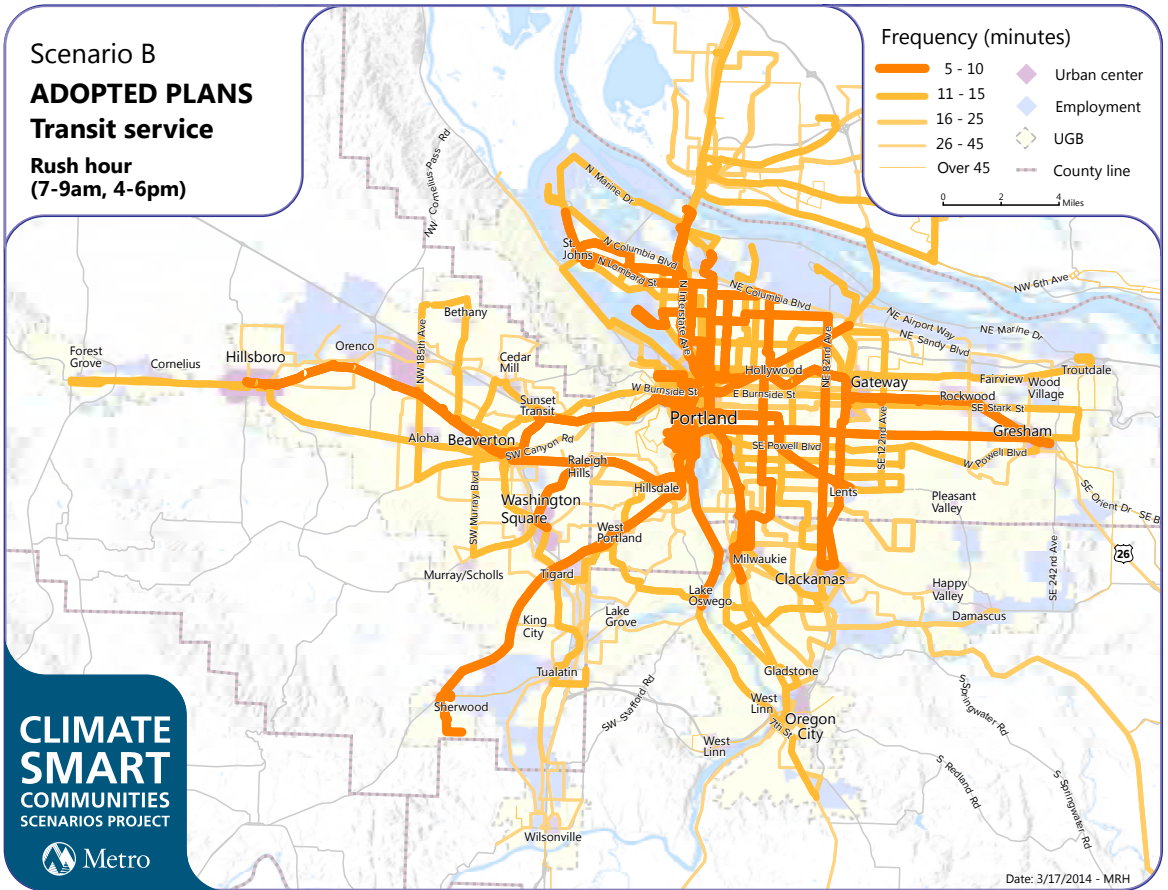 Scenario B
ADOPTED PLANS
Transit service
Rush hour
(7-9am, 4-6pm)
Frequency (minutes)
5 - 10
11 - 15
16 - 25
26 - 45
Over 45
Urban center
Employment
UGB
County line
0 2 4 Miles
NW Cornelius Pass Rd
N Marine Dr
St.
Johns
N Columbia Blvd
N Lombard St
N Interstate Ave
NE Columbia Blvd
NW 6th Ave
NE Airport Way
NE Marine Dr
NE Sandy Blvd
NE 82nd Ave
Bethany
NW 185th Ave
Forest
Grove
Cornelius
Hillsboro
Orenco
Cedar
Mill
Hollywood
Gateway
Fairview
Wood
Village
Troutdale
W Burnside St
E Burnside St
Rockwood
SE Stark St
Sunset
Transit
Portland
Gresham
Aloha
Beaverton
SW Canyon Rd
SE Powell Blvd
SE 122nd Ave
W Powell Blvd
Raleigh
Hills
Hillsdale
Lents
SW Murray Blvd
Washington
Square
Pleasant
Valley
SE Orient Dr
SE B
West
Portland
26
Murray/Scholls
Tigard
Milwaukie
Clackamas
SE 242nd Ave
Happy
Valley
Lake
Oswego
Damascus
King
City
Lake
Grove
Tualatin
Gladstone
SW Stafford Rd
S Springwater Rd
Sherwood
West
Linn
7th St
Oregon
City
West
Linn
S Redland Rd
S Springwater Rd
Wilsonville
CLIMATE
SMART
COMMUNITIES
SCENARIOS PROJECT
Metro
Date: 3/17/2014 - MRH